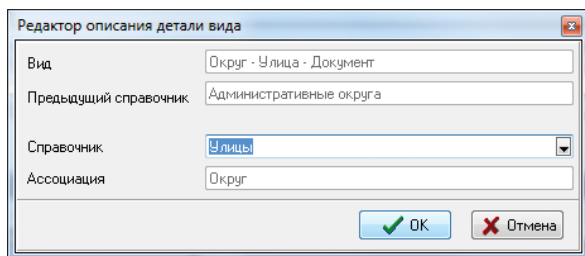 Редактор описания детали вида
Вид Округ - Улица - Документ
Предыдущий справочник Административные округа
Справочник Улицы
Ассоциация Округ
OK Отмена